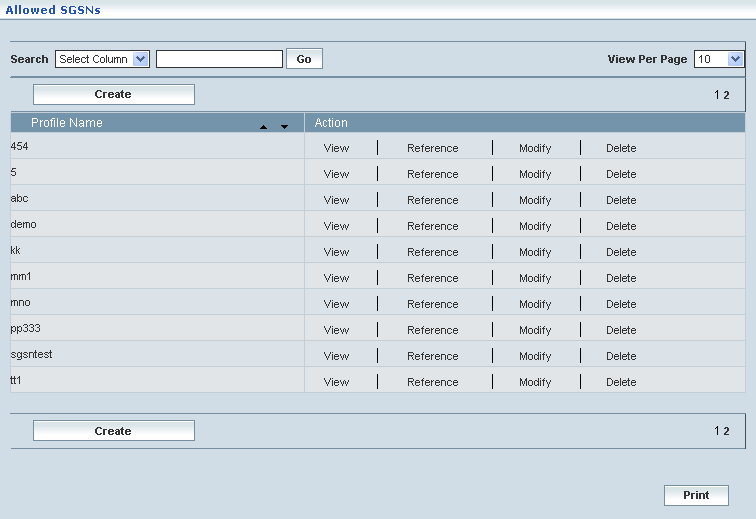 Allowed SGSNs
Search Select Column Go View Per Page 10
Create 1 2
Profile Name Action
454 View Reference Modify Delete
5 View Reference Modify Delete
abc View Reference Modify Delete
demo View Reference Modify Delete
kk View Reference Modify Delete
mm1 View Reference Modify Delete
mno View Reference Modify Delete
pp333 View Reference Modify Delete
sgsntest View Reference Modify Delete
tt1 View Reference Modify Delete
Create 1 2
Print